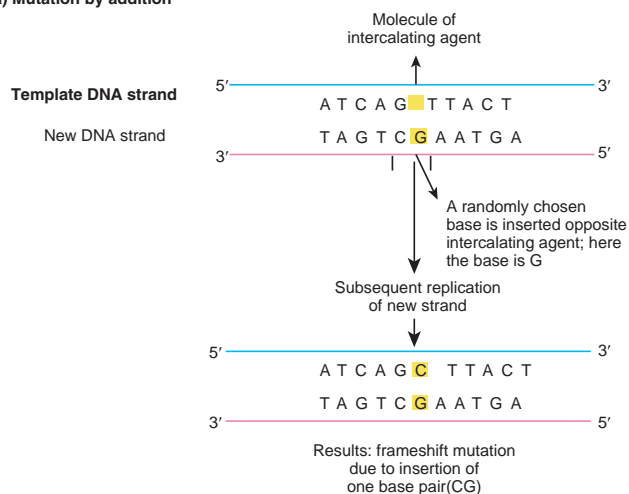 a) Mutation by addition
Molecule of
intercalating agent
5′ 3′
Template DNA strand
A T C A G T T A C T
New DNA strand
T A G T C G A A T G A
3′ 5′
A randomly chosen
base is inserted opposite
intercalating agent; here
the base is G
Subsequent replication
of new strand
5′ 3′
A T C A G C T T A C T
T A G T C G A A T G A
3′ 5′
Results: frameshift mutation
due to insertion of
one base pair(CG)